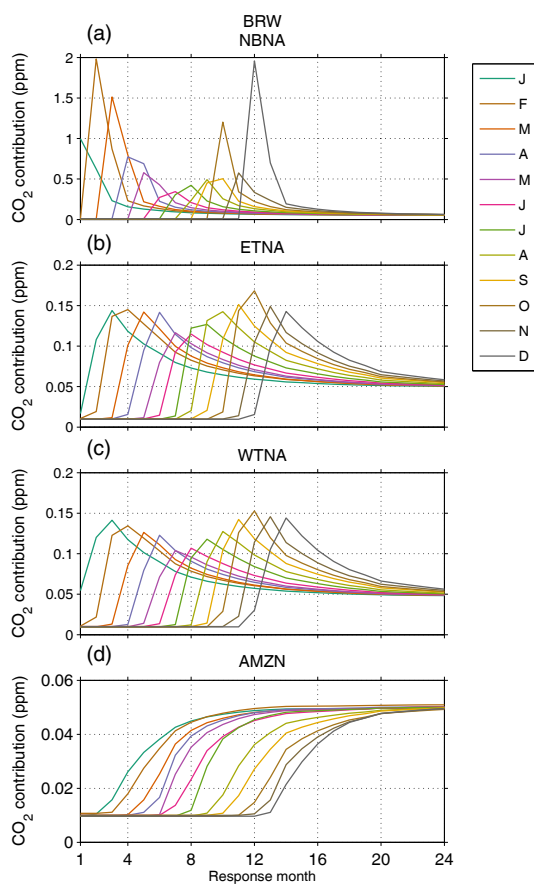 BRW
(a)
NBNA
2
1.5
1
0.5
0
CO2 contribution (ppm)
J
F
M
A
M
J
J
A
S
O
N
D
(b)
ETNA
0.2
0.15
0.1
0.05
0
CO2 contribution (ppm)
(c)
WTNA
0.2
0.15
0.1
0.05
0
CO2 contribution (ppm)
(d)
AMZN
0.06
0.04
0.02
0
CO2 contribution (ppm)
1 4 8 12 16 20 24
Response month